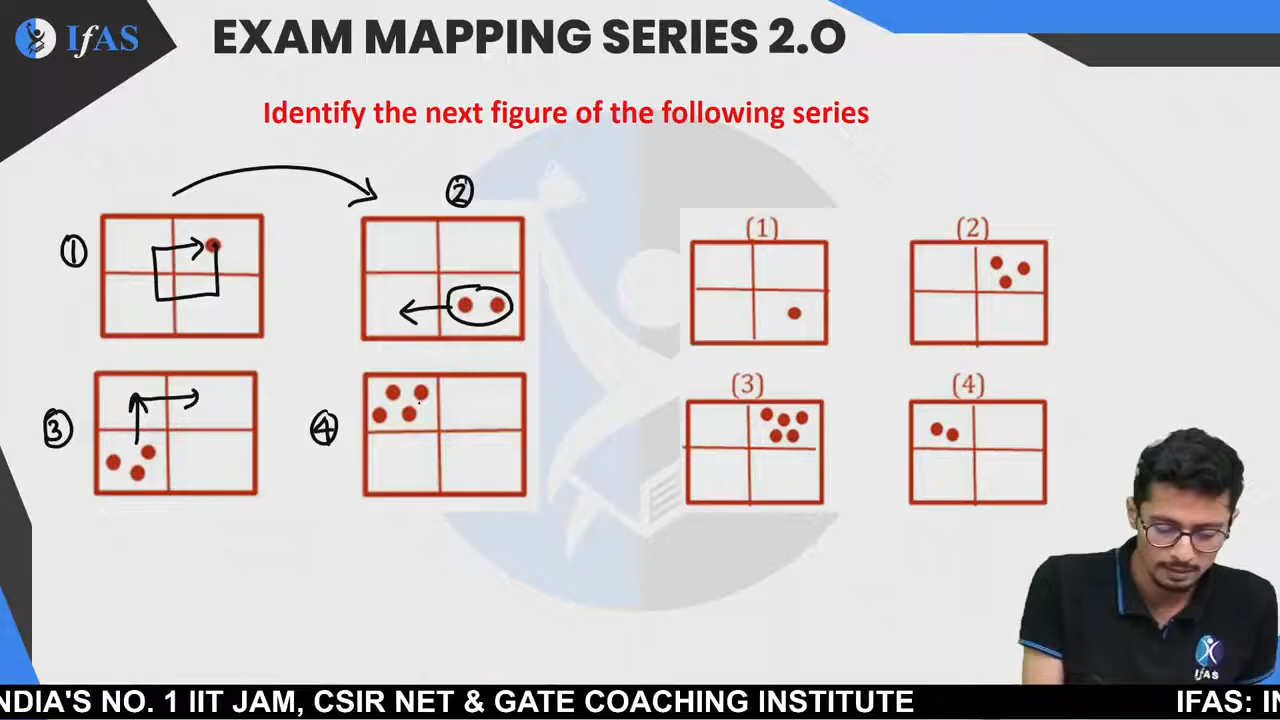 IfAS
EXAM MAPPING SERIES 2.0
Identify the next figure of the following series
①
②
③
④
(1)
(2)
(3)
(4)
IfAS
NDIA'S NO. 1 IIT JAM, CSIR NET & GATE COACHING INSTITUTE
IFAS: IN